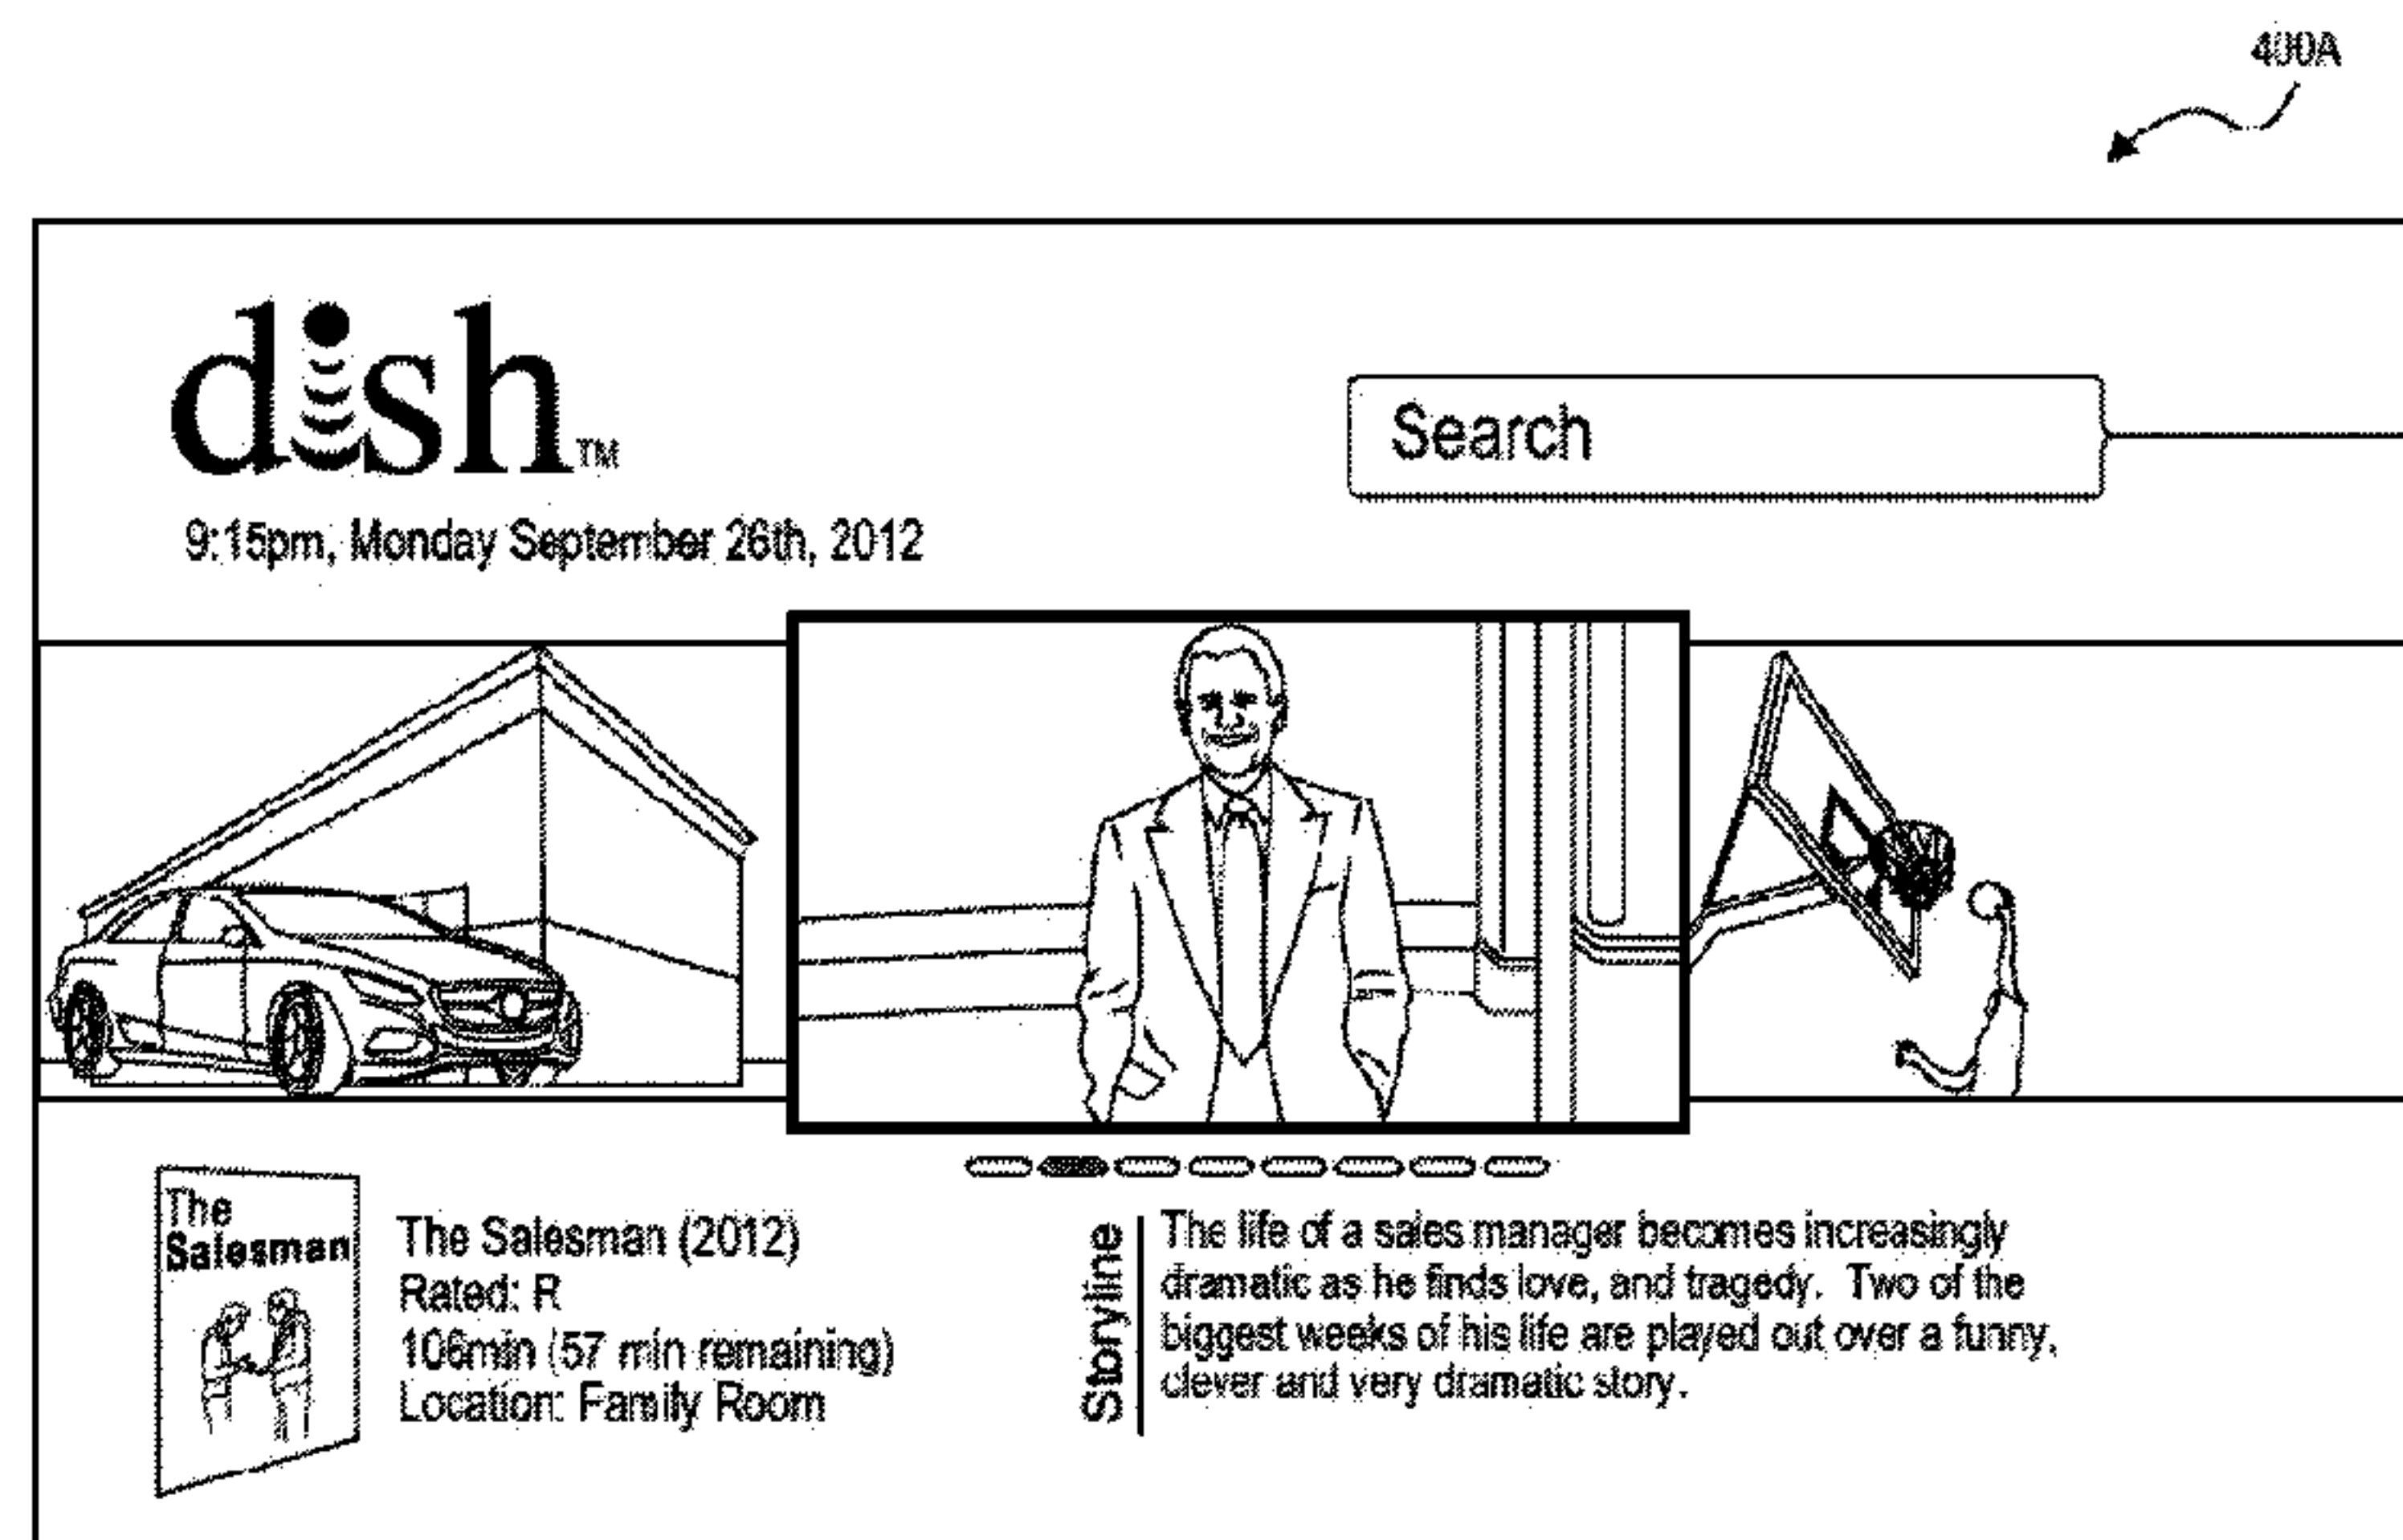 400A
dish™
Search
9:15pm, Monday September 26th, 2012
The
Salesman
The Salesman (2012)
Rated: R
106min (57 min remaining)
Location: Family Room
Storyline
The life of a sales manager becomes increasingly
dramatic as he finds love, and tragedy. Two of the
biggest weeks of his life are played out over a funny,
clever and very dramatic story.